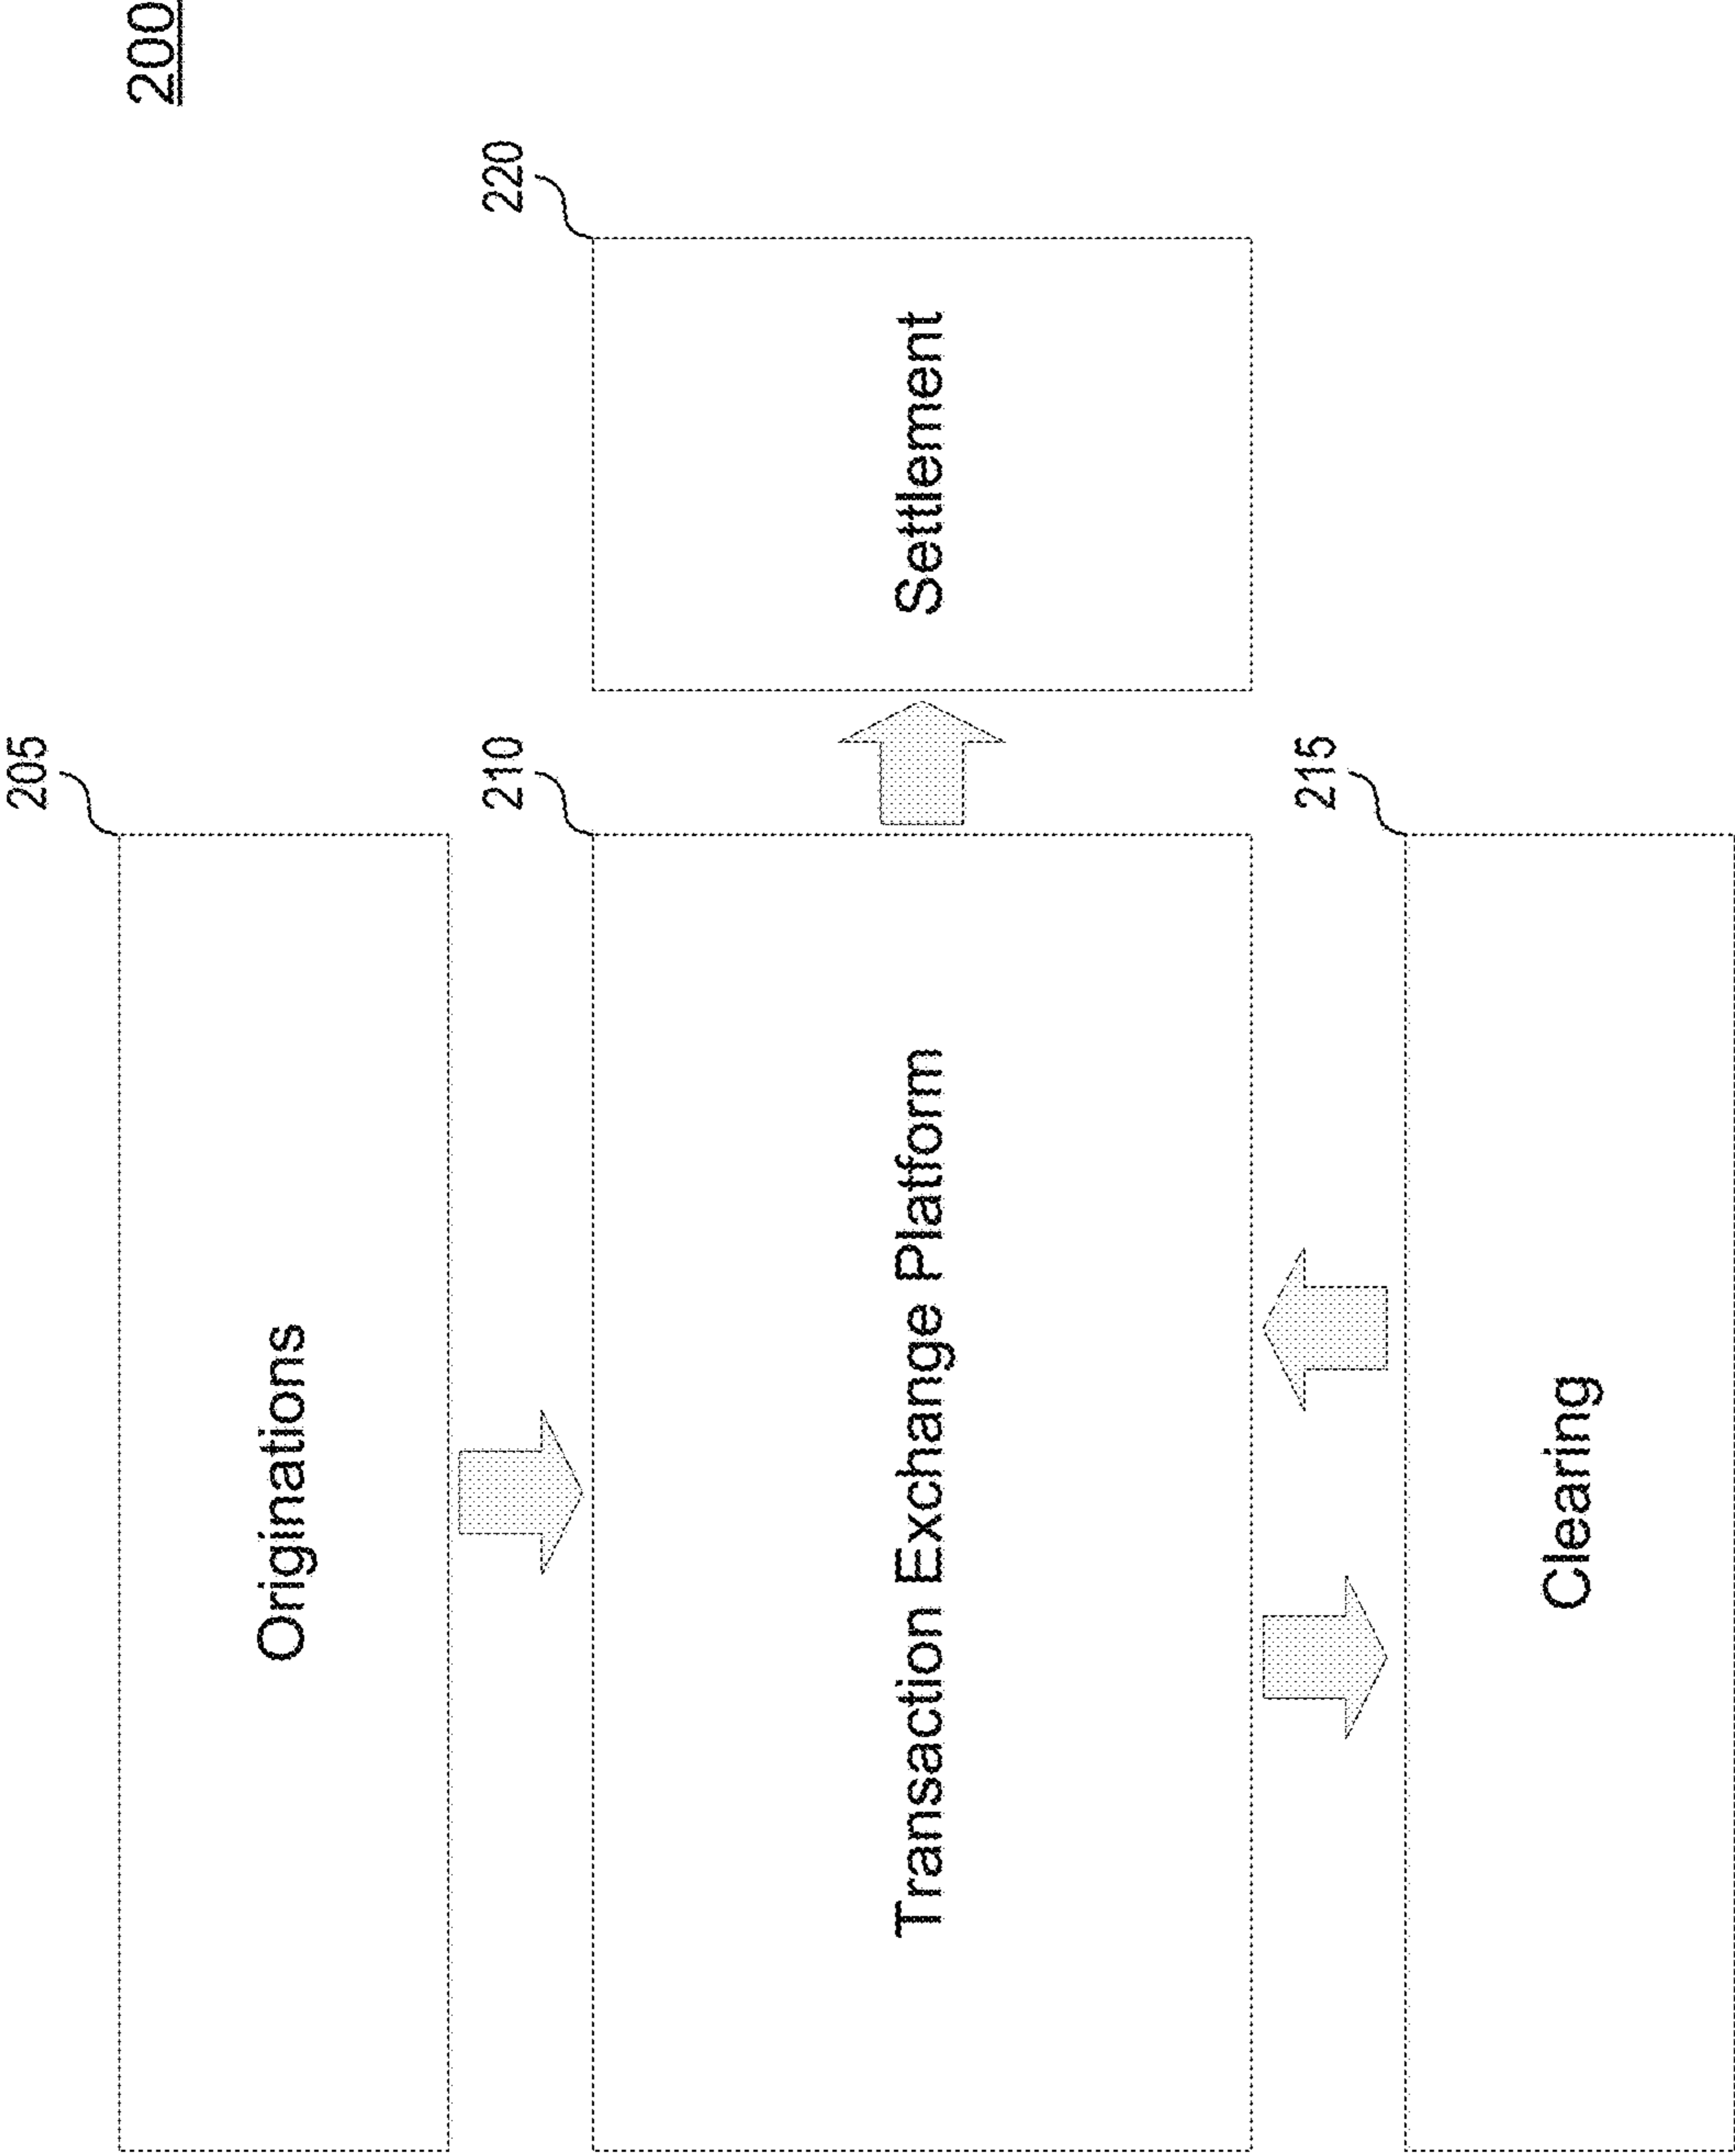 200
205
Originations
210
Transaction Exchange Platform
220
Settlement
215
Clearing